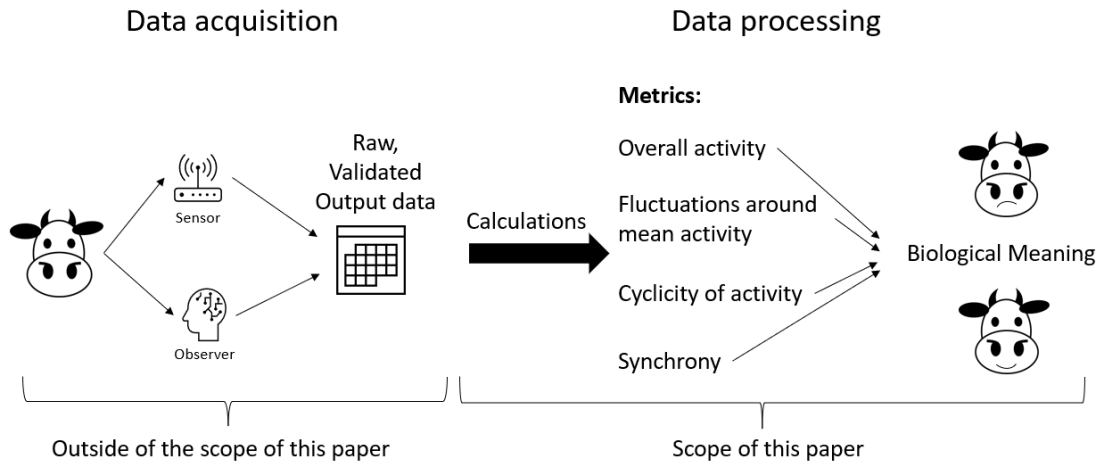 Data acquisition
Data processing
Metrics:
Raw,
Validated
Output data
Sensor
Observer
Calculations
Overall activity
Fluctuations around
mean activity
Cyclicity of activity
Synchrony
Biological Meaning
Outside of the scope of this paper
Scope of this paper